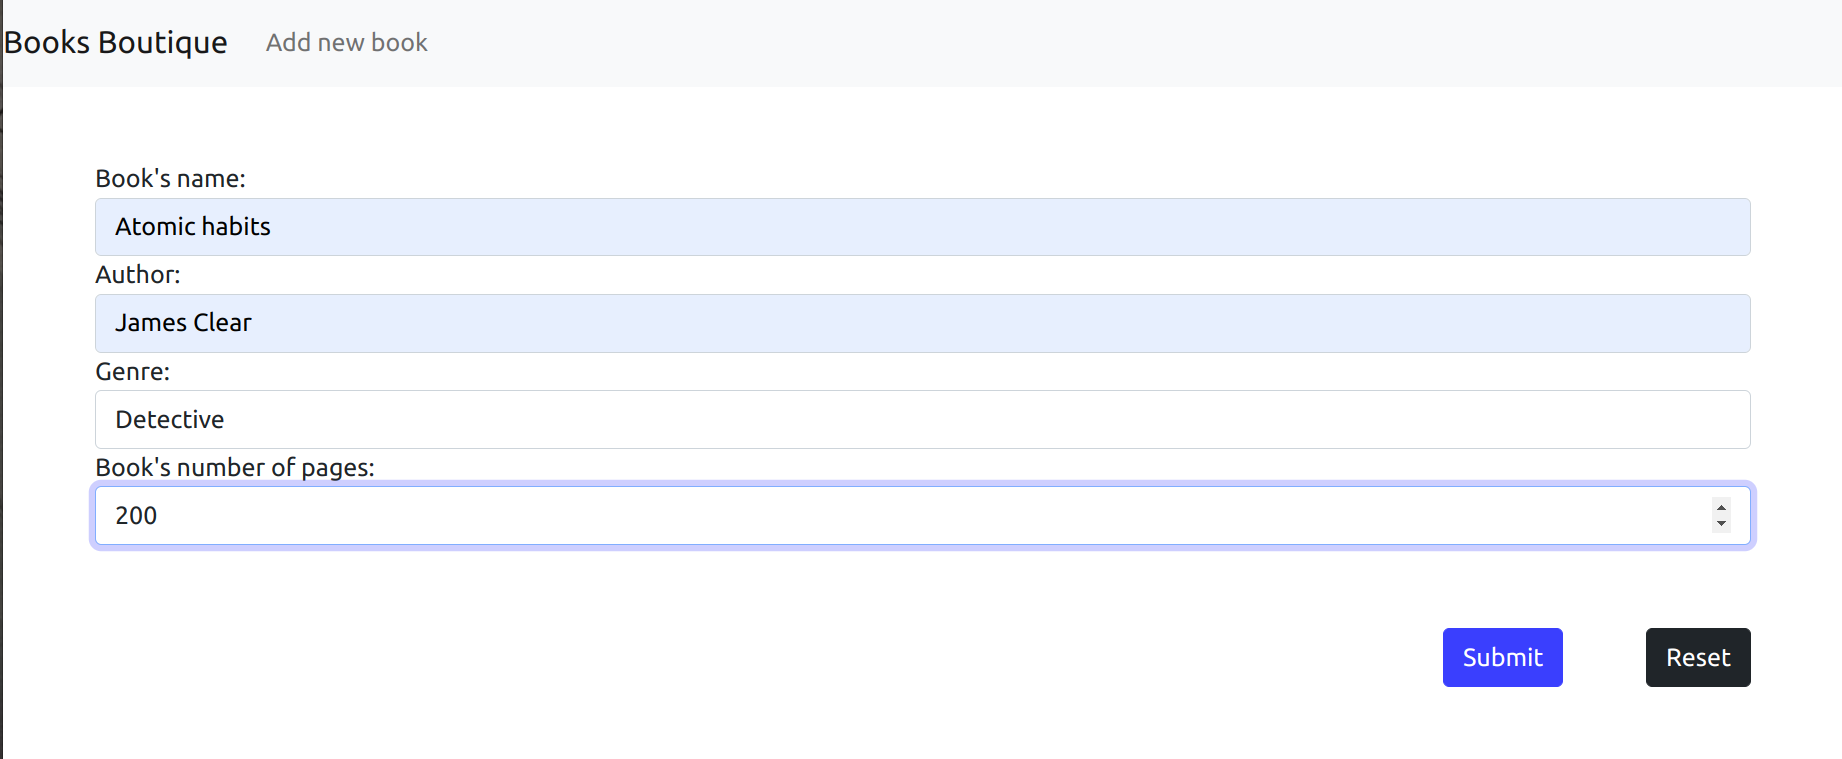 Books Boutique Add new book
Book's name:
Atomic habits
Author:
James Clear
Genre:
Detective
Book's number of pages:
200
Submit Reset